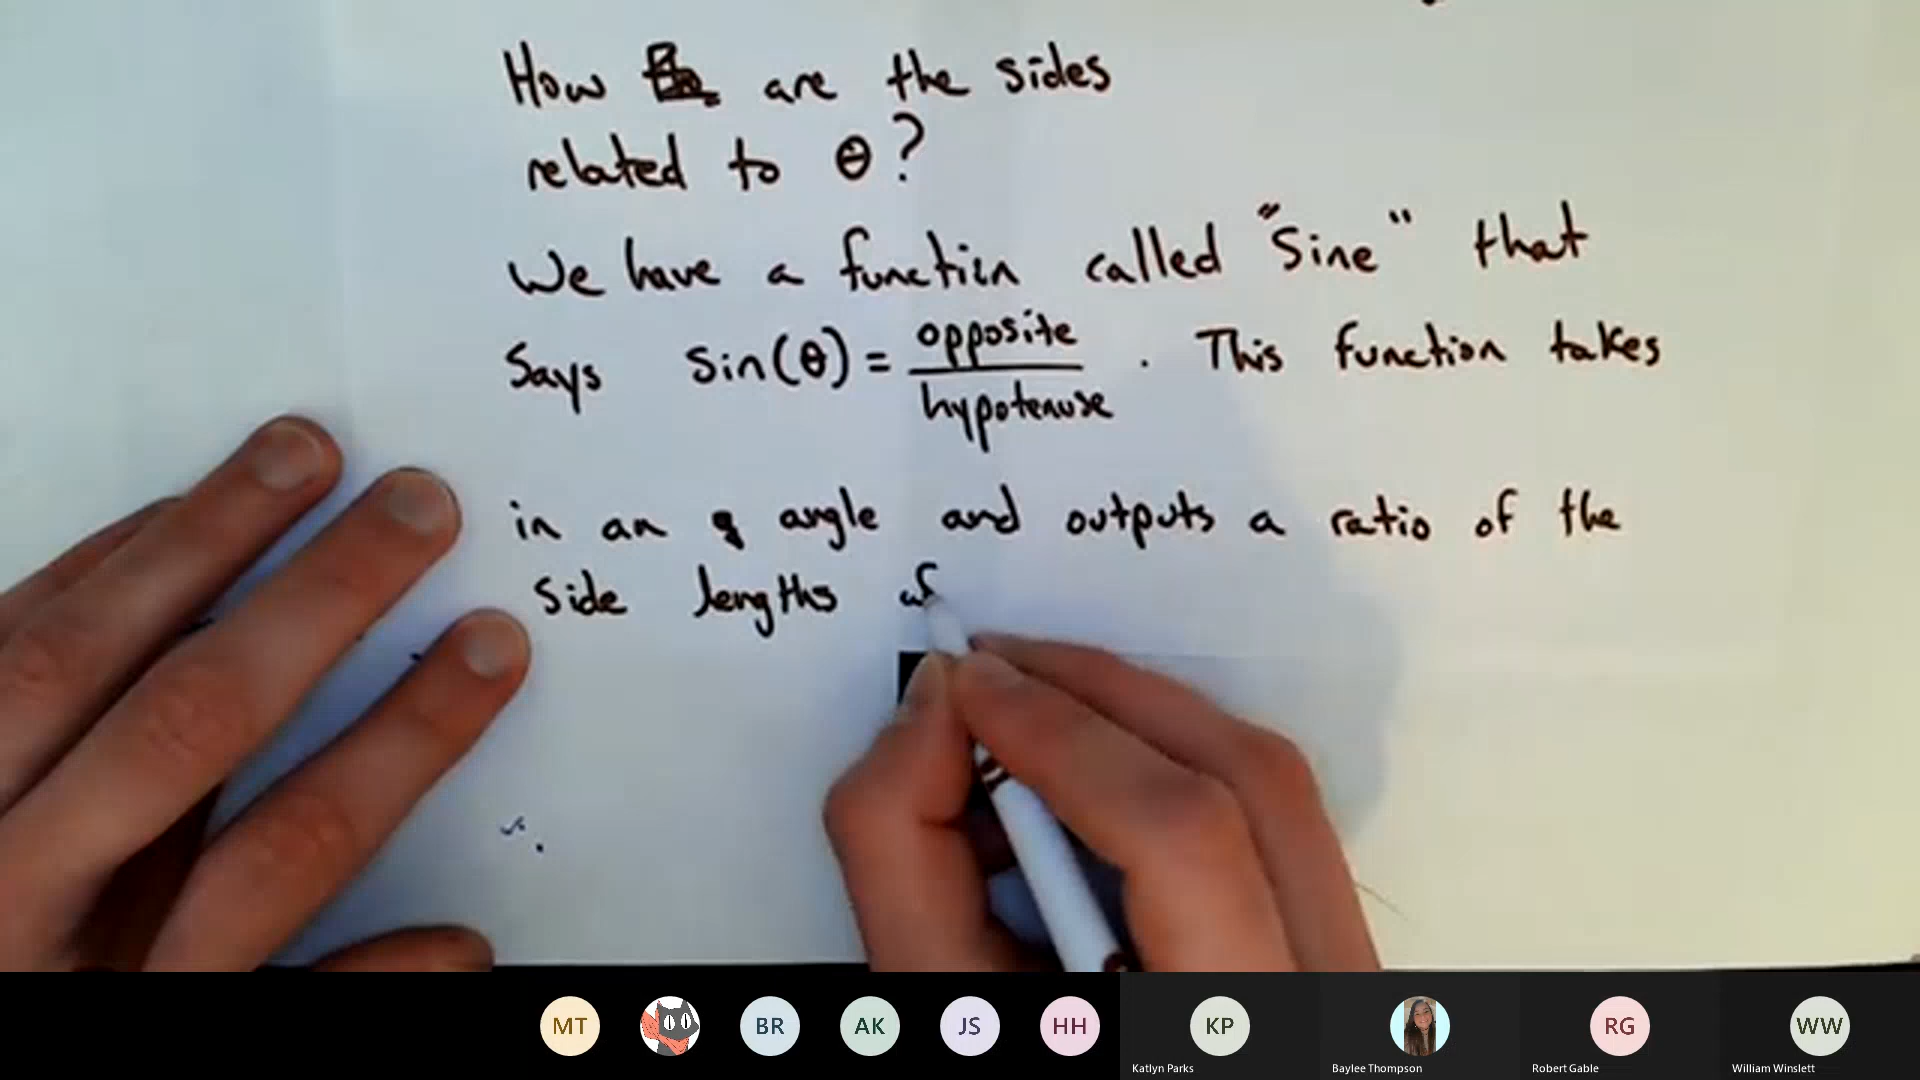 How are the sides
related to θ?
We have a function called "Sine" that
Says Sin(θ) = opposite / hypotenuse . This function takes
in an angle and outputs a ratio of the
side lengths of
MT BR AK JS HH KP RG WW
Katlyn Parks Baylee Thompson Robert Gable William Winslett